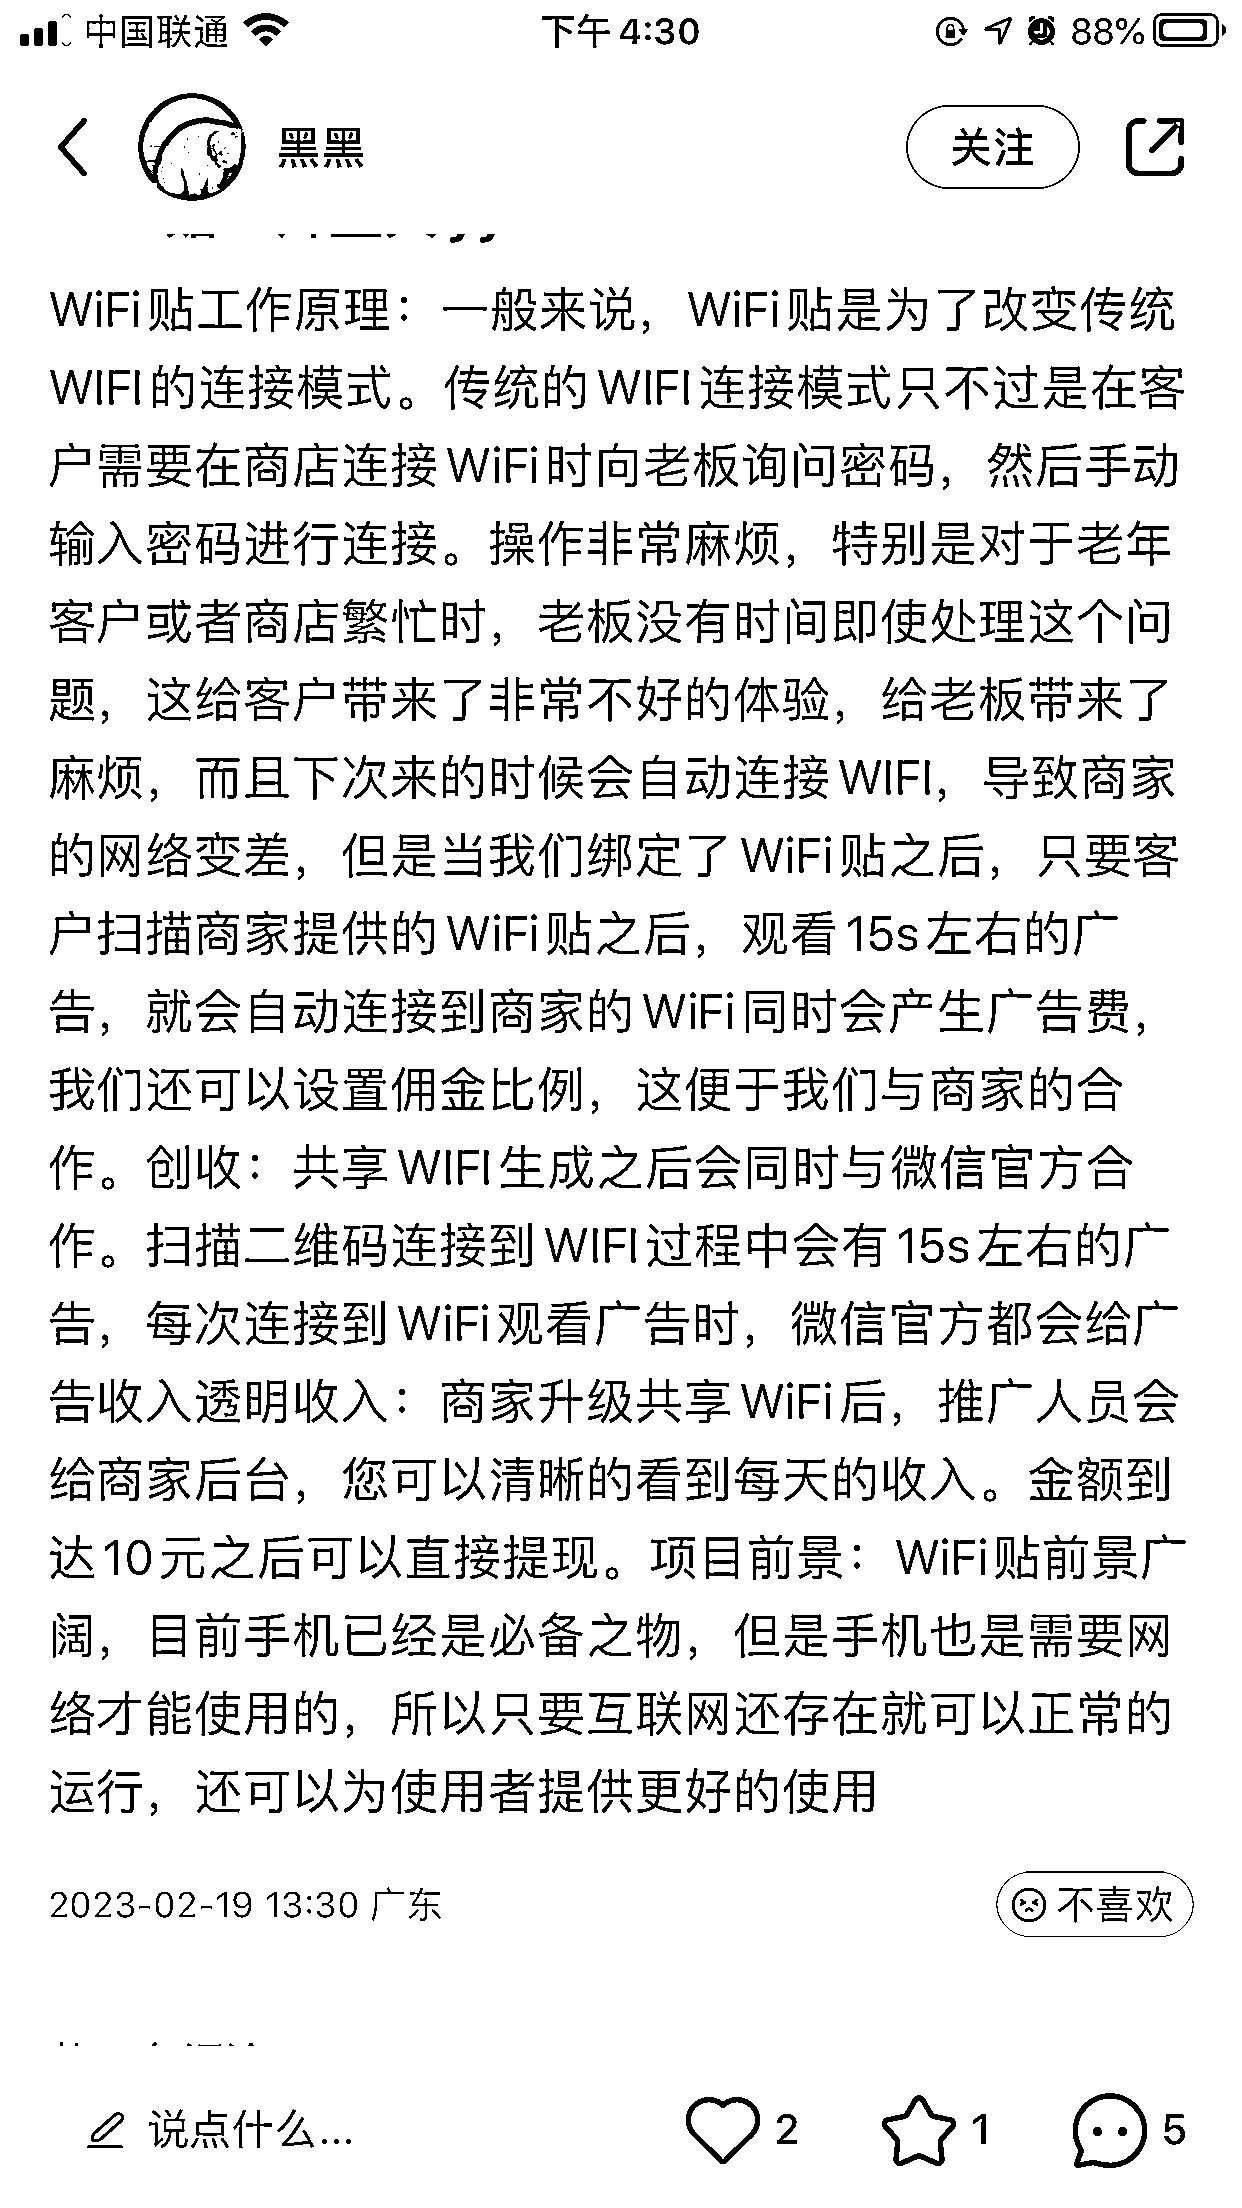 中国联通 下午4:30 88%
黑黑 关注
WiFi贴工作原理：一般来说，WiFi贴是为了改变传统
WIFI的连接模式。传统的WIFI连接模式只不过是在客
户需要在商店连接WiFi时向老板询问密码，然后手动
输入密码进行连接。操作非常麻烦，特别是对于老年
客户或者商店繁忙时，老板没有时间即使处理这个问
题，这给客户带来了非常不好的体验，给老板带来了
麻烦，而且下次来的时候会自动连接WIFI，导致商家
的网络变差，但是当我们绑定了WiFi贴之后，只要客
户扫描商家提供的WiFi贴之后，观看15s左右的广
告，就会自动连接到商家的WiFi同时会产生广告费，
我们还可以设置佣金比例，这便于我们与商家的合
作。创收：共享WIFI生成之后会同时与微信官方合
作。扫描二维码连接到WIFI过程中会有15s左右的广
告，每次连接到WiFi观看广告时，微信官方都会给广
告收入透明收入：商家升级共享WiFi后，推广人员会
给商家后台，您可以清晰的看到每天的收入。金额到
达10元之后可以直接提现。项目前景：WiFi贴前景广
阔，目前手机已经是必备之物，但是手机也是需要网
络才能使用的，所以只要互联网还存在就可以正常的
运行，还可以为使用者提供更好的使用
2023-02-19 13:30 广东 不喜欢
说点什么... 2 1 5